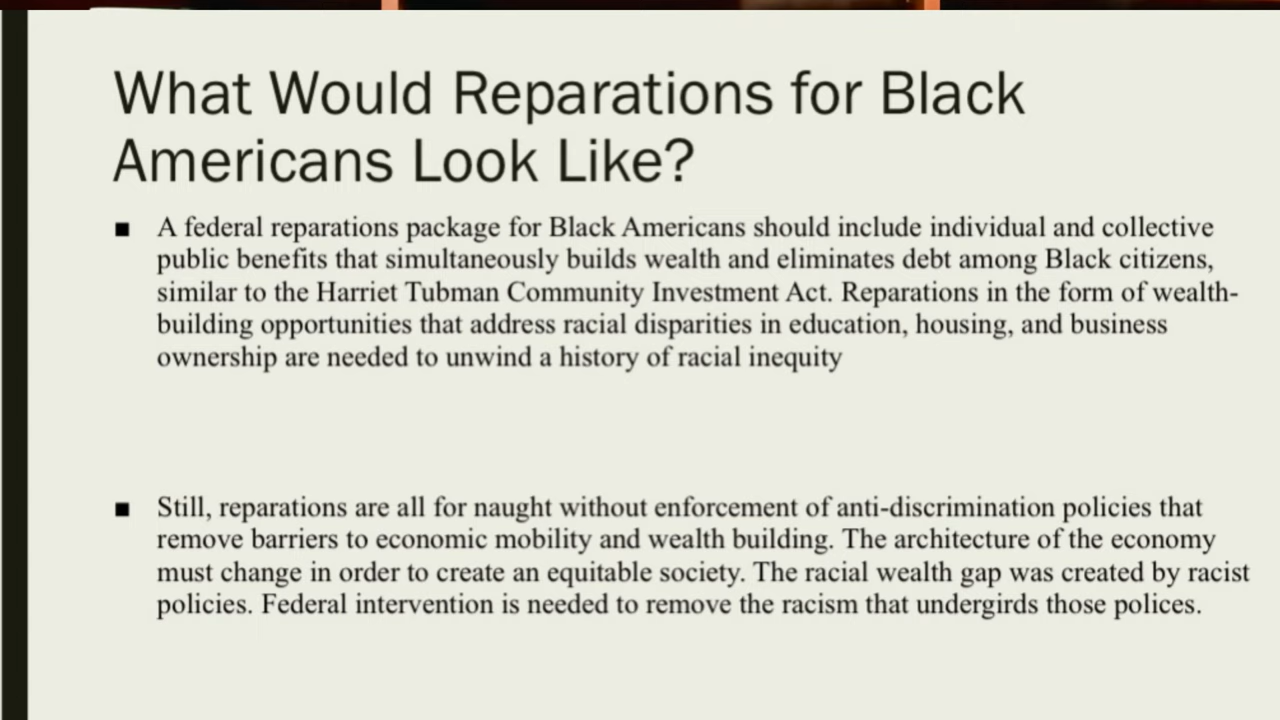 What Would Reparations for Black
Americans Look Like?
■ A federal reparations package for Black Americans should include individual and collective
public benefits that simultaneously builds wealth and eliminates debt among Black citizens,
similar to the Harriet Tubman Community Investment Act. Reparations in the form of wealth-
building opportunities that address racial disparities in education, housing, and business
ownership are needed to unwind a history of racial inequity
■ Still, reparations are all for naught without enforcement of anti-discrimination policies that
remove barriers to economic mobility and wealth building. The architecture of the economy
must change in order to create an equitable society. The racial wealth gap was created by racist
policies. Federal intervention is needed to remove the racism that undergirds those polices.